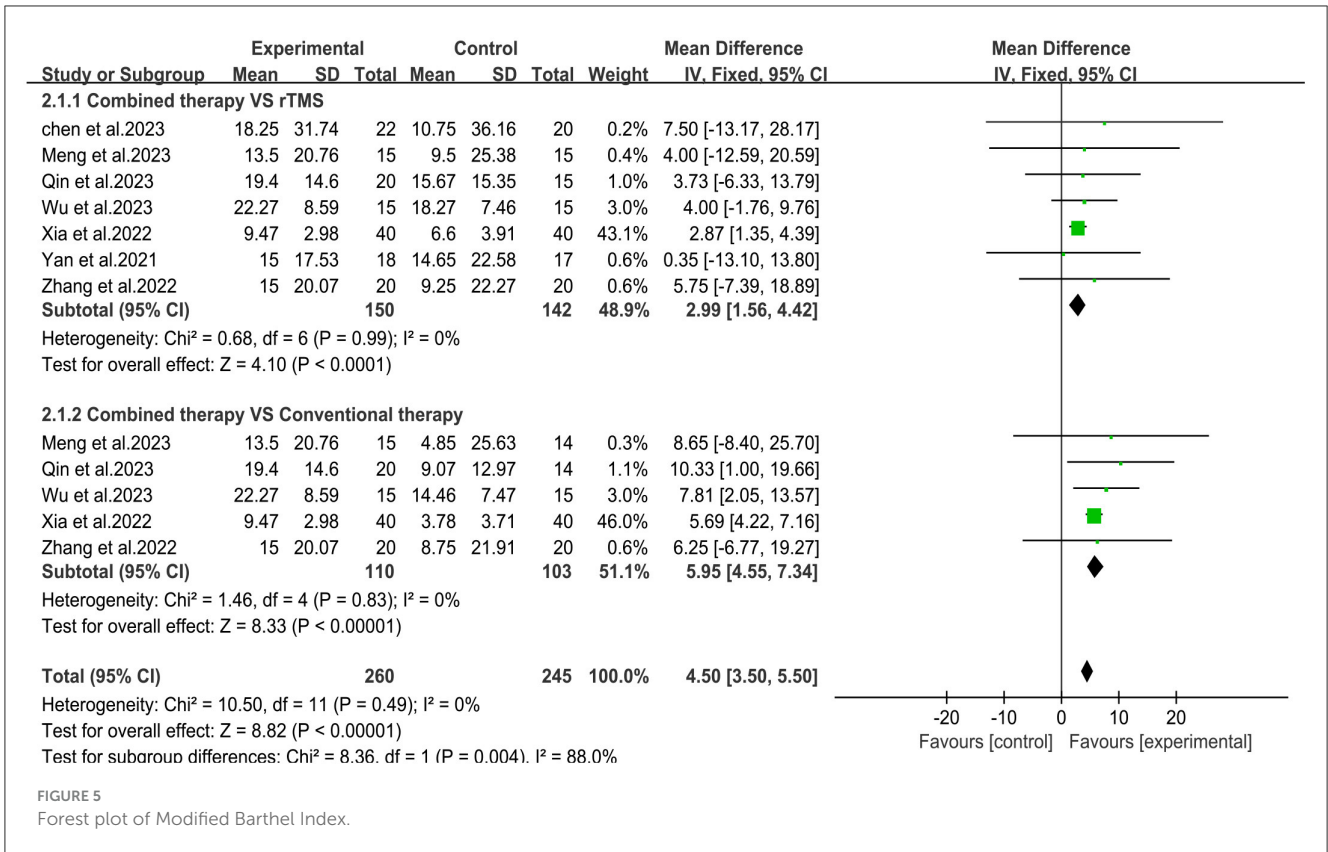 Experimental Control Mean Difference Mean Difference
Study or Subgroup Mean SD Total Mean SD Total Weight IV, Fixed, 95% CI IV, Fixed, 95% CI
2.1.1 Combined therapy VS rTMS
chen et al.2023 18.25 31.74 22 10.75 36.16 20 0.2% 7.50 [-13.17, 28.17]
Meng et al.2023 13.5 20.76 15 9.5 25.38 15 0.4% 4.00 [-12.59, 20.59]
Qin et al.2023 19.4 14.6 20 15.67 15.35 15 1.0% 3.73 [-6.33, 13.79]
Wu et al.2023 22.27 8.59 15 18.27 7.46 15 3.0% 4.00 [-1.76, 9.76]
Xia et al.2022 9.47 2.98 40 6.6 3.91 40 43.1% 2.87 [1.35, 4.39]
Yan et al.2021 15 17.53 18 14.65 22.58 17 0.6% 0.35 [-13.10, 13.80]
Zhang et al.2022 15 20.07 20 9.25 22.27 20 0.6% 5.75 [-7.39, 18.89]
Subtotal (95% CI) 150 142 48.9% 2.99 [1.56, 4.42]
Heterogeneity: Chi² = 0.68, df = 6 (P = 0.99); I² = 0%
Test for overall effect: Z = 4.10 (P < 0.0001)
2.1.2 Combined therapy VS Conventional therapy
Meng et al.2023 13.5 20.76 15 4.85 25.63 14 0.3% 8.65 [-8.40, 25.70]
Qin et al.2023 19.4 14.6 20 9.07 12.97 14 1.1% 10.33 [1.00, 19.66]
Wu et al.2023 22.27 8.59 15 14.46 7.47 15 3.0% 7.81 [2.05, 13.57]
Xia et al.2022 9.47 2.98 40 3.78 3.71 40 46.0% 5.69 [4.22, 7.16]
Zhang et al.2022 15 20.07 20 8.75 21.91 20 0.6% 6.25 [-6.77, 19.27]
Subtotal (95% CI) 110 103 51.1% 5.95 [4.55, 7.34]
Heterogeneity: Chi² = 1.46, df = 4 (P = 0.83); I² = 0%
Test for overall effect: Z = 8.33 (P < 0.00001)
Total (95% CI) 260 245 100.0% 4.50 [3.50, 5.50]
Heterogeneity: Chi² = 10.50, df = 11 (P = 0.49); I² = 0%
Test for overall effect: Z = 8.82 (P < 0.00001)
Test for subgroup differences: Chi² = 8.36, df = 1 (P = 0.004), I² = 88.0%
-20 -10 0 10 20
Favours [control] Favours [experimental]
FIGURE 5
Forest plot of Modified Barthel Index.